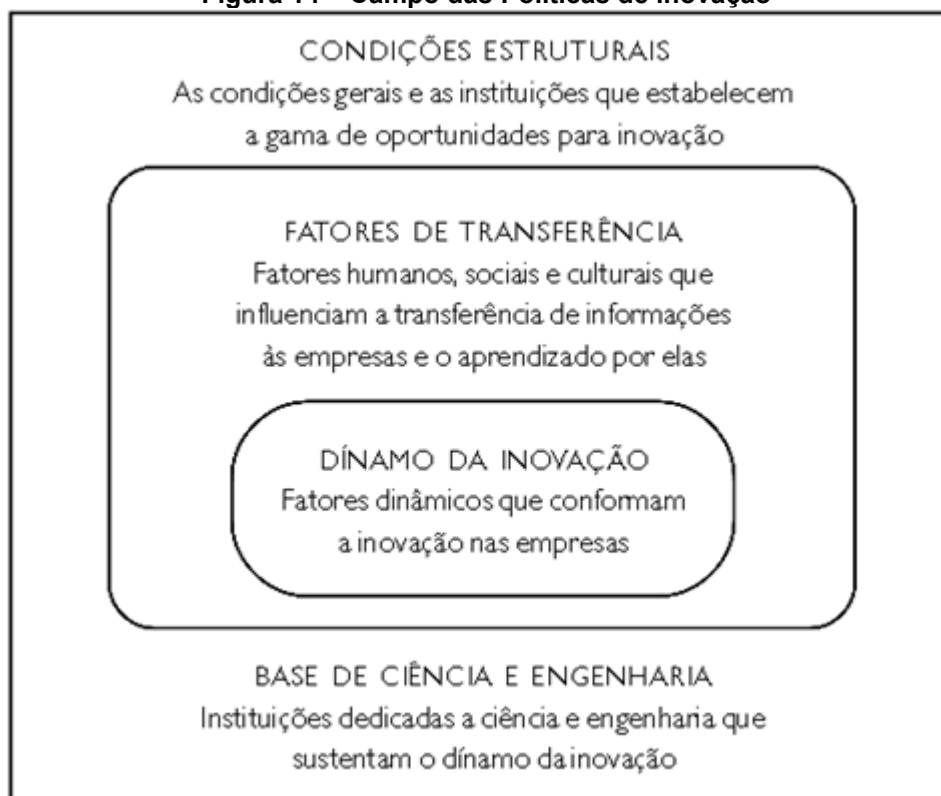 Figura 14 – Campo das Políticas de Inovação
CONDIÇÕES ESTRUTURAIS
As condições gerais e as instituições que estabelecem
a gama de oportunidades para inovação
FATORES DE TRANSFERÊNCIA
Fatores humanos, sociais e culturais que
influenciam a transferência de informações
às empresas e o aprendizado por elas
DÍNAMO DA INOVAÇÃO
Fatores dinâmicos que conformam
a inovação nas empresas
BASE DE CIÊNCIA E ENGENHARIA
Instituições dedicadas a ciência e engenharia que
sustentam o dínamo da inovação